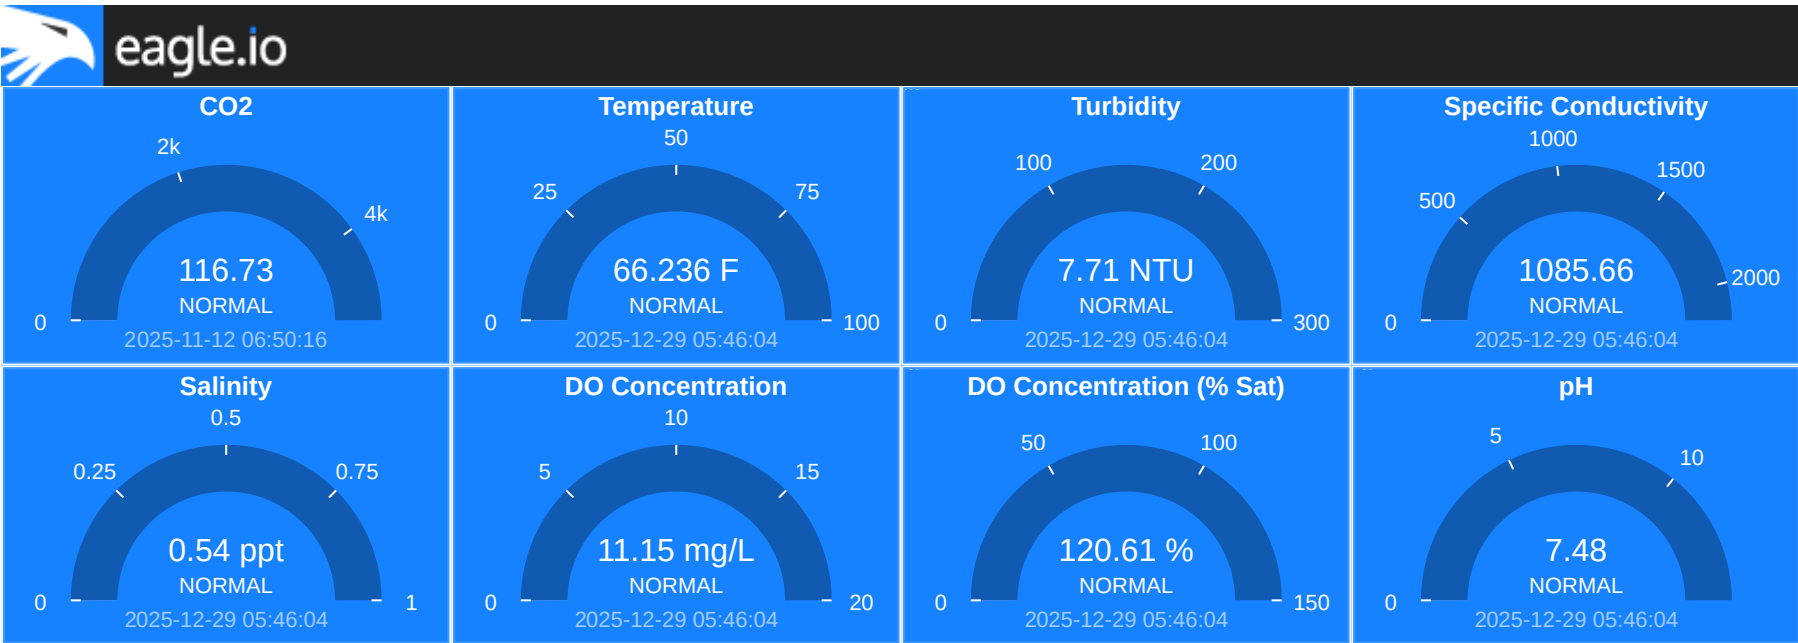 eagle.io
CO2
2k
4k
0
116.73
NORMAL
2025-11-12 06:50:16
Temperature
50
25
75
0
100
66.236 F
NORMAL
2025-12-29 05:46:04
Turbidity
100
200
0
300
7.71 NTU
NORMAL
2025-12-29 05:46:04
Specific Conductivity
1000
1500
500
2000
0
1085.66
NORMAL
2025-12-29 05:46:04
Salinity
0.5
0.25
0.75
0
1
0.54 ppt
NORMAL
2025-12-29 05:46:04
DO Concentration
10
5
15
0
20
11.15 mg/L
NORMAL
2025-12-29 05:46:04
DO Concentration (% Sat)
50
100
0
150
120.61 %
NORMAL
2025-12-29 05:46:04
pH
5
10
0
7.48
NORMAL
2025-12-29 05:46:04